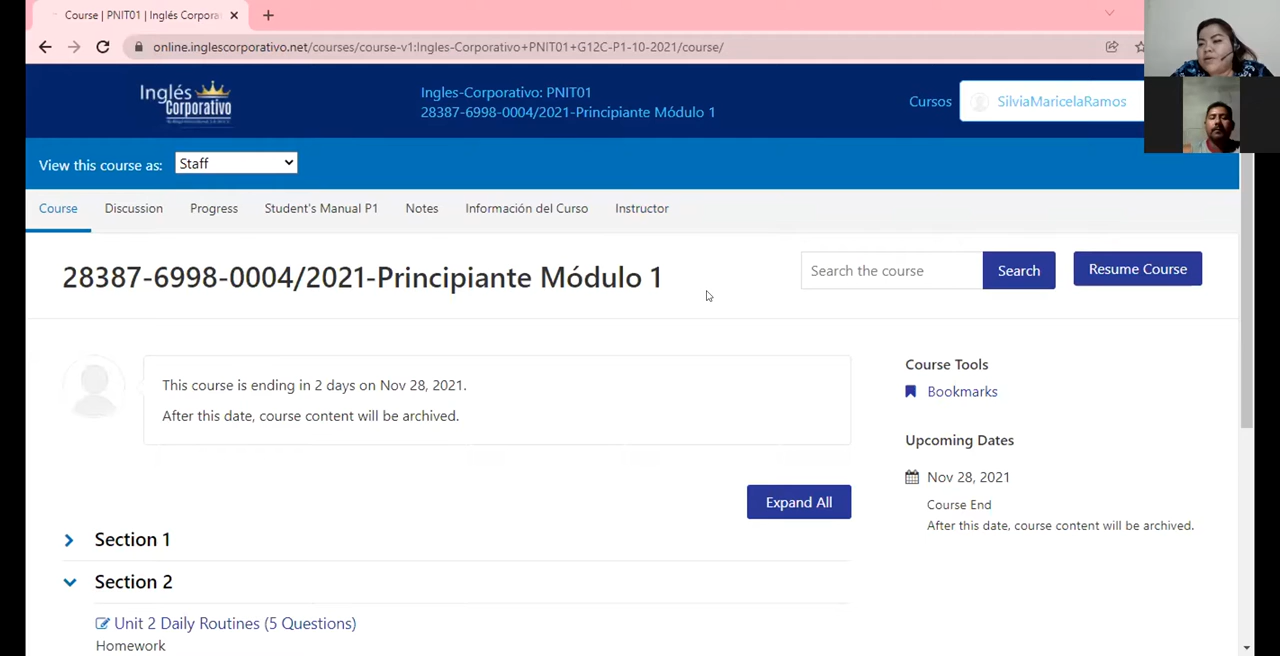 Course | PNIT01 | Inglés Corpora
online.inglescorporativo.net/courses/course-v1:Ingles-Corporativo+PNIT01+G12C-P1-10-2021/course/
Inglés
Corporativo
Ingles-Corporativo: PNIT01
28387-6998-0004/2021-Principiante Módulo 1
Cursos
SilviaMaricelaRamos
View this course as:
Staff
Course
Discussion
Progress
Student's Manual P1
Notes
Información del Curso
Instructor
28387-6998-0004/2021-Principiante Módulo 1
Search the course
Search
Resume Course
This course is ending in 2 days on Nov 28, 2021.
After this date, course content will be archived.
Course Tools
Bookmarks
Upcoming Dates
Nov 28, 2021
Course End
After this date, course content will be archived.
Expand All
Section 1
Section 2
Unit 2 Daily Routines (5 Questions)
Homework